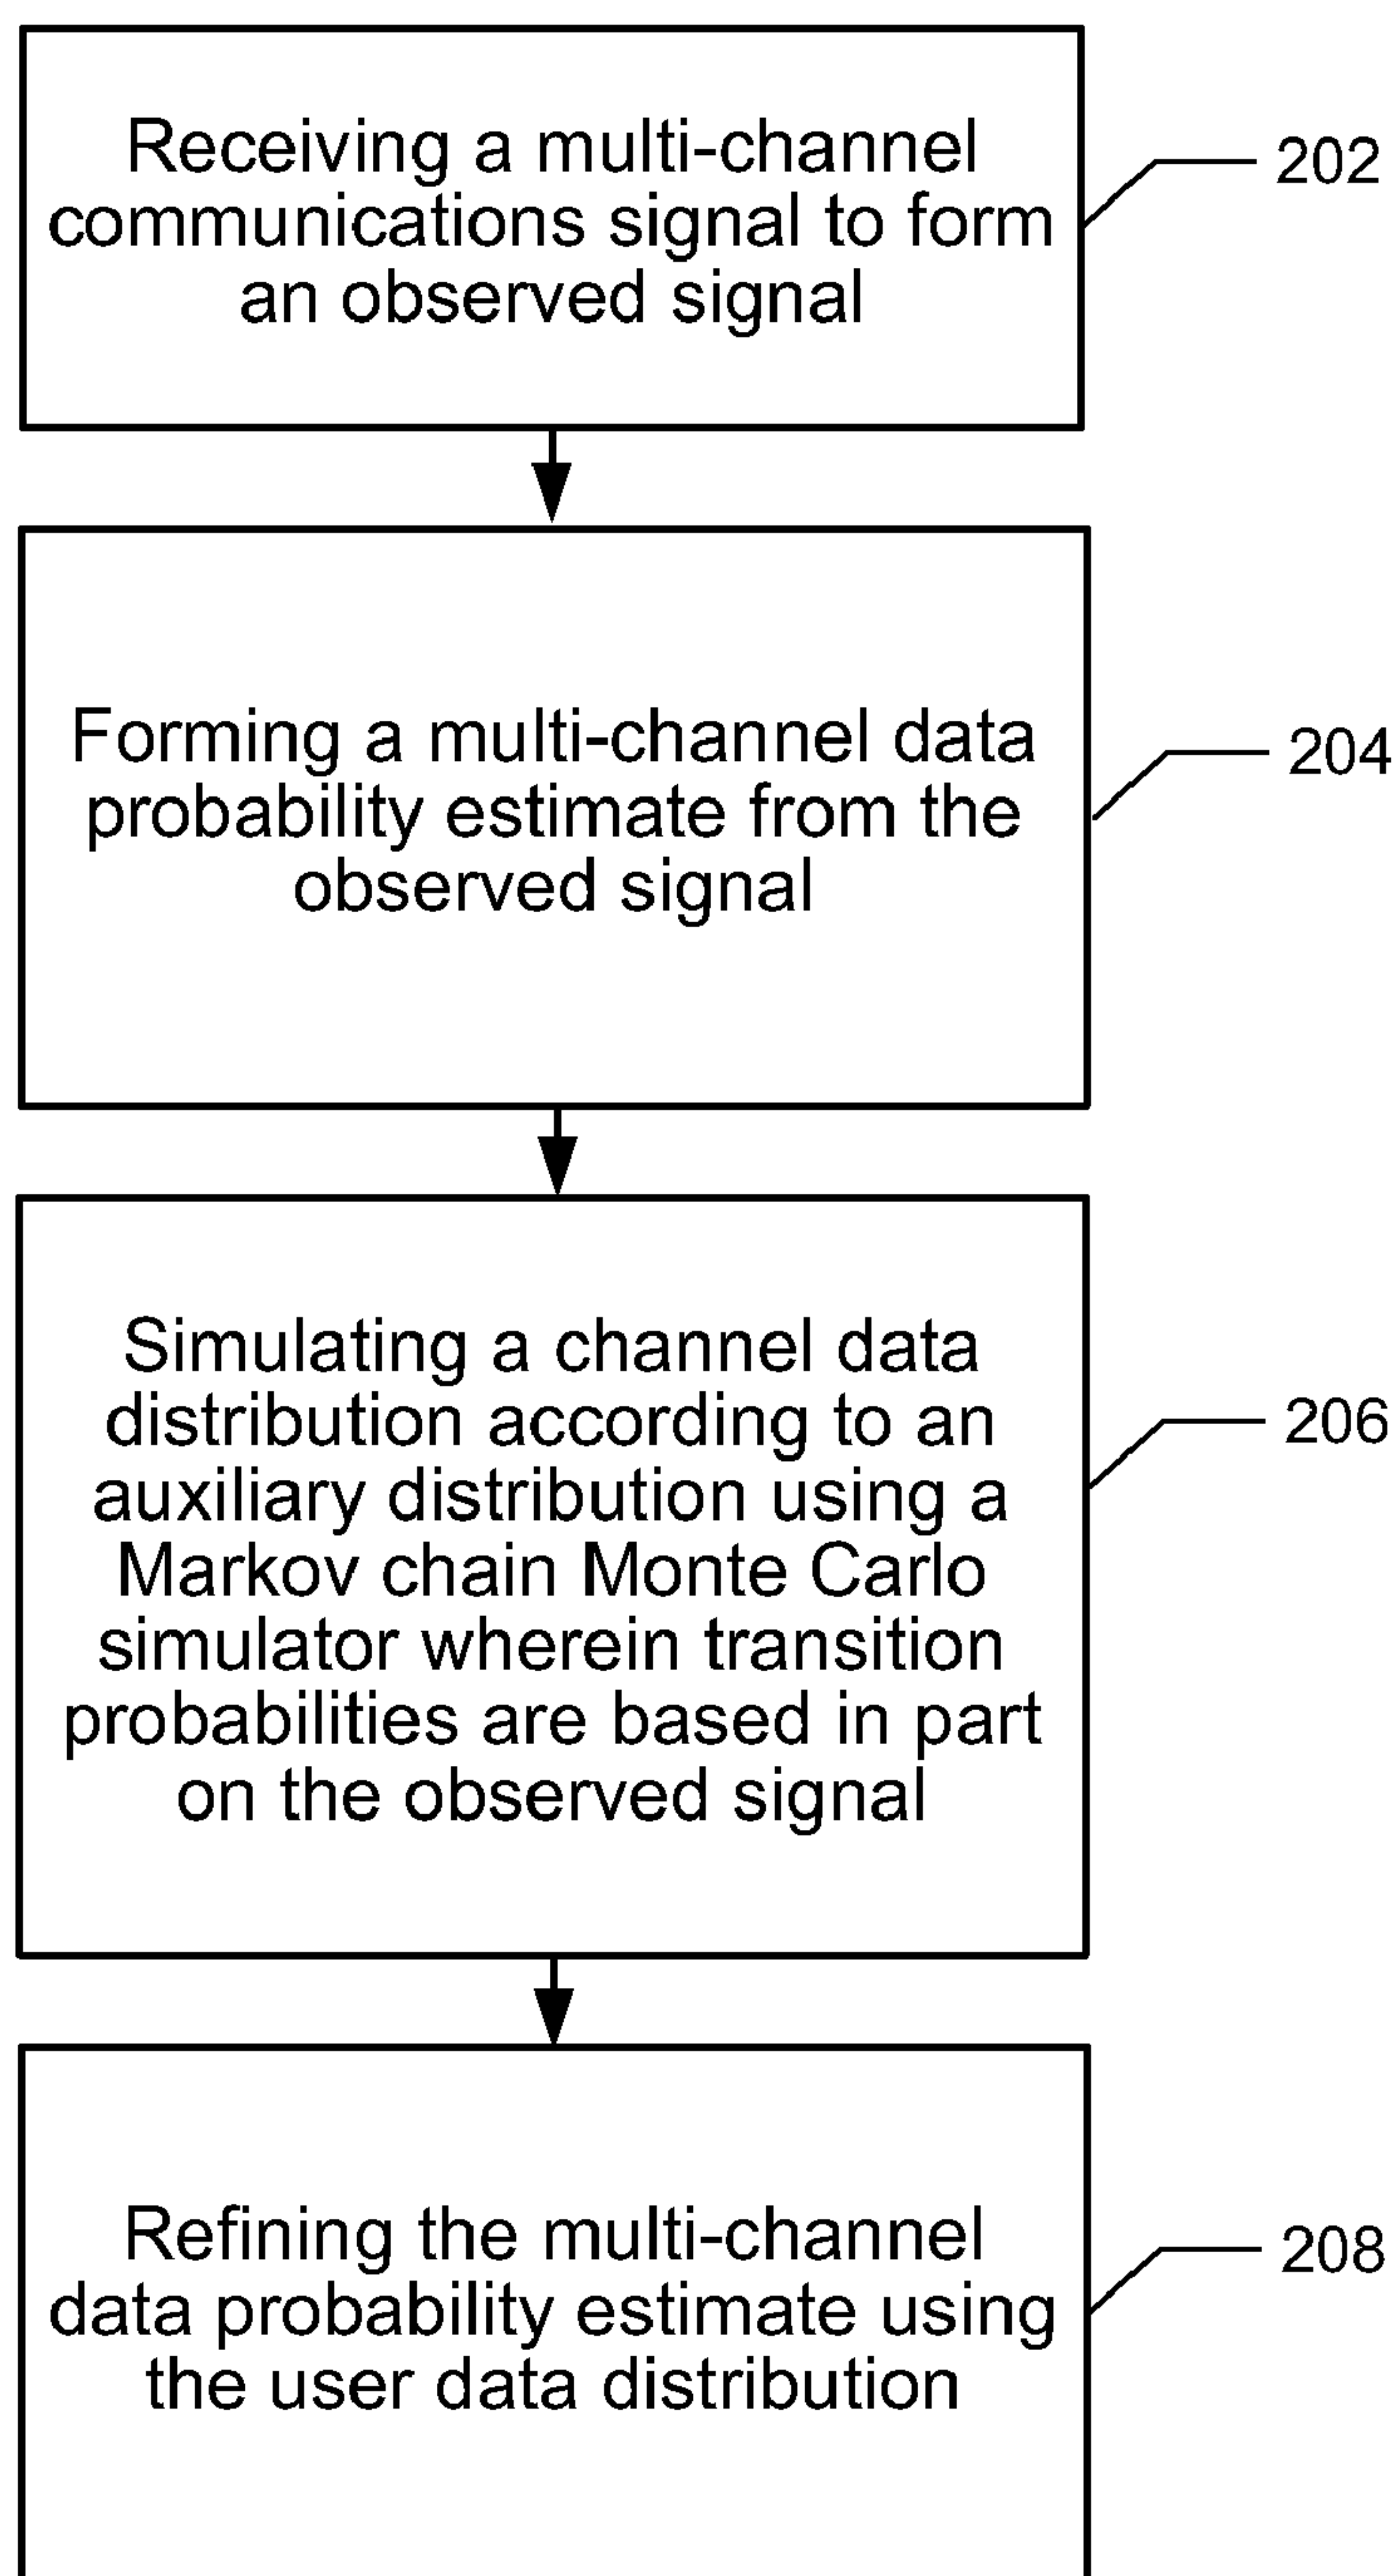 Receiving a multi-channel
communications signal to form
an observed signal
202
Forming a multi-channel data
probability estimate from the
observed signal
204
Simulating a channel data
distribution according to an
auxiliary distribution using a
Markov chain Monte Carlo
simulator wherein transition
probabilities are based in part
on the observed signal
206
Refining the multi-channel
data probability estimate using
the user data distribution
208